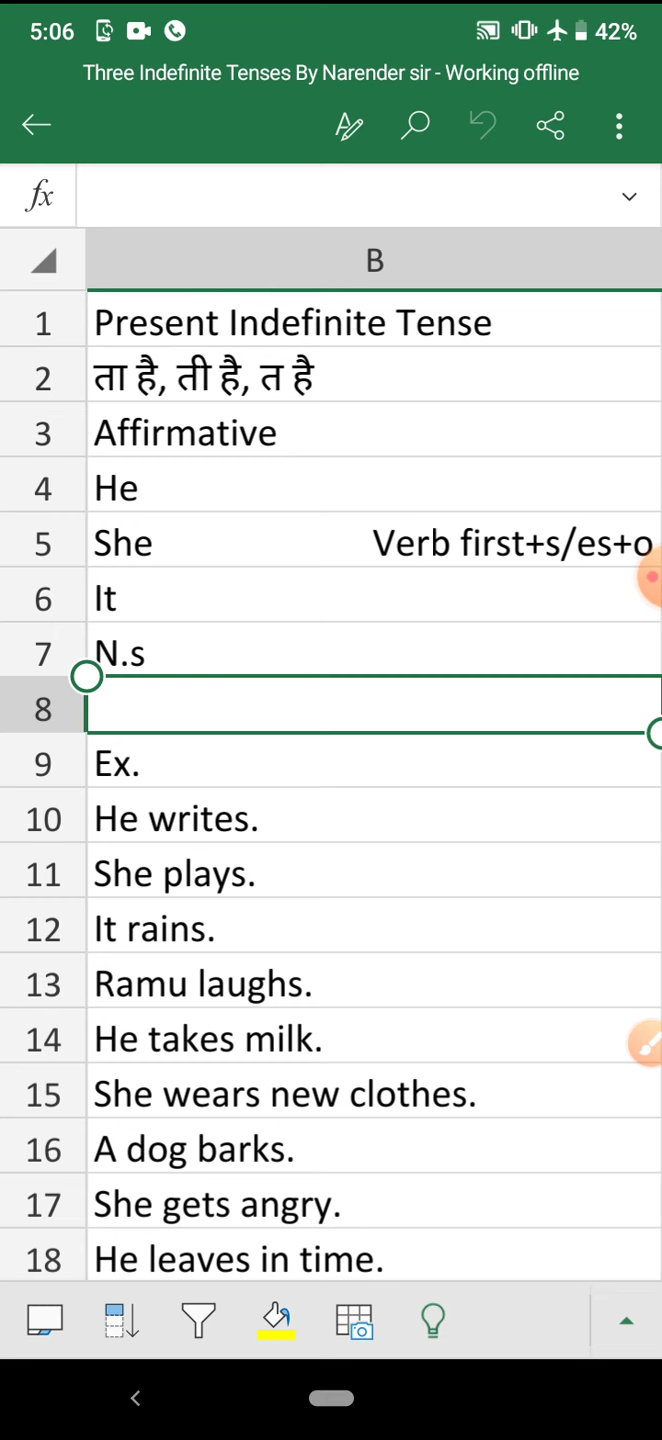 5:06 42%
Three Indefinite Tenses By Narender sir - Working offline
fx
B
1 Present Indefinite Tense
2 ता है, ती है, त है
3 Affirmative
4 He
5 She Verb first+s/es+o
6 It
7 N.s
8
9 Ex.
10 He writes.
11 She plays.
12 It rains.
13 Ramu laughs.
14 He takes milk.
15 She wears new clothes.
16 A dog barks.
17 She gets angry.
18 He leaves in time.